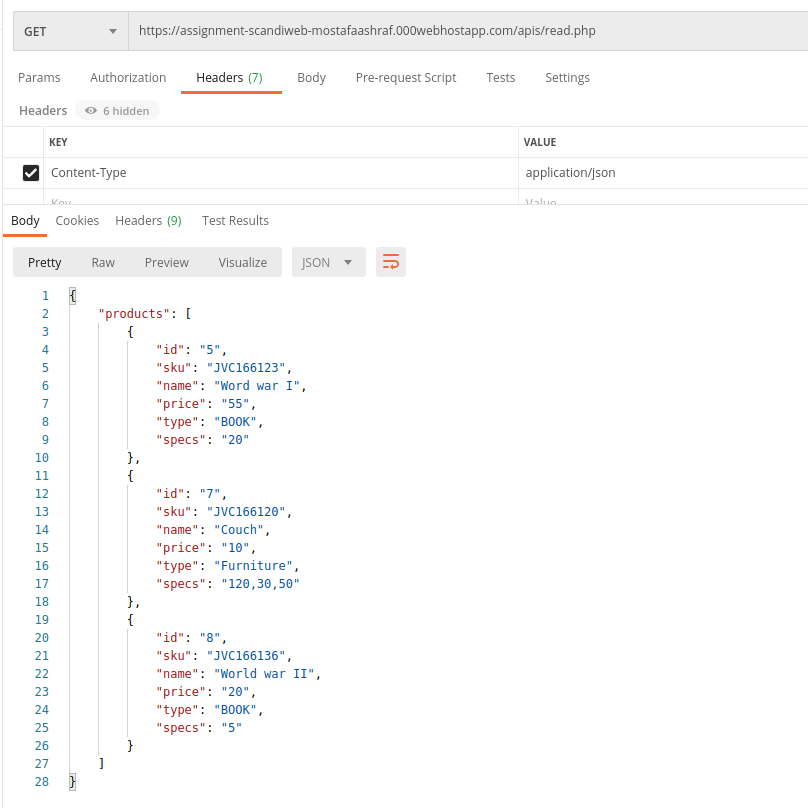 GET https://assignment-scandiweb-mostafaashraf.000webhostapp.com/apis/read.php
Params Authorization Headers (7) Body Pre-request Script Tests Settings
Headers 6 hidden
KEY VALUE
Content-Type application/json
Key Value
Body Cookies Headers (9) Test Results
Pretty Raw Preview Visualize JSON
1 {
2 "products": [
3 {
4 "id": "5",
5 "sku": "JVC166123",
6 "name": "Word war I",
7 "price": "55",
8 "type": "BOOK",
9 "specs": "20"
10 },
11 {
12 "id": "7",
13 "sku": "JVC166120",
14 "name": "Couch",
15 "price": "10",
16 "type": "Furniture",
17 "specs": "120,30,50"
18 },
19 {
20 "id": "8",
21 "sku": "JVC166136",
22 "name": "World war II",
23 "price": "20",
24 "type": "BOOK",
25 "specs": "5"
26 }
27 ]
28 }